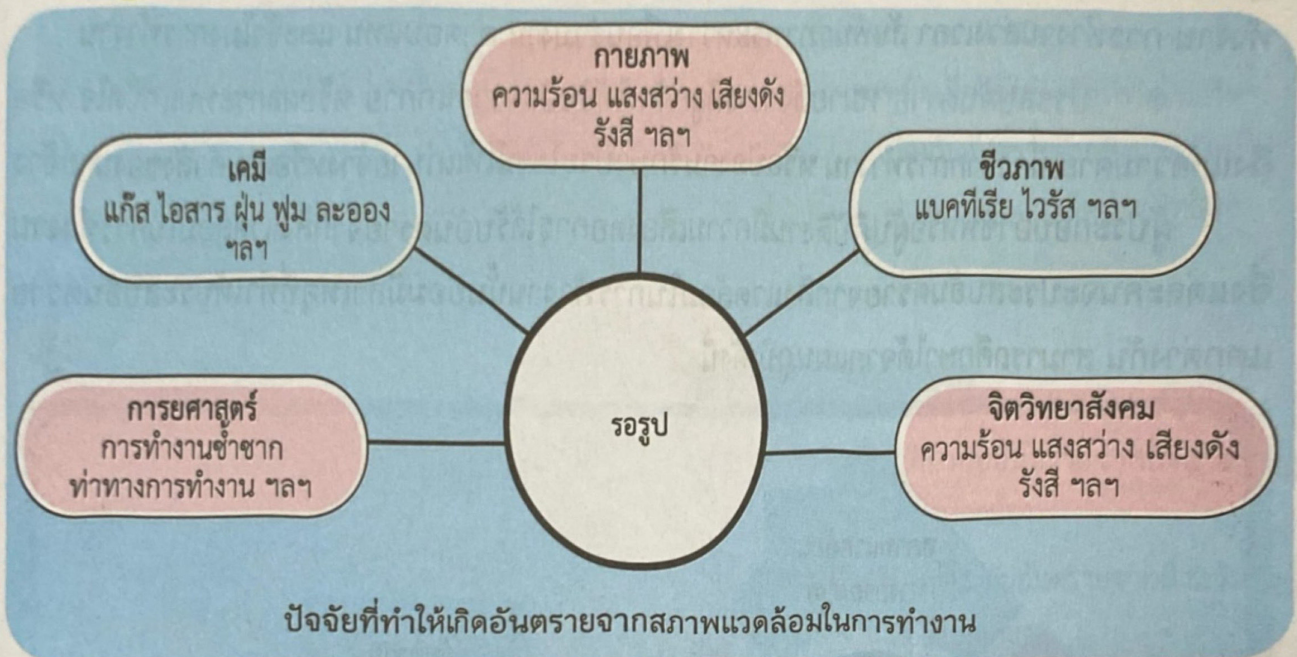 กายภาพ
ความร้อน แสงสว่าง เสียงดัง
รังสี ฯลฯ
เคมี
แก๊ส ไอสาร ฝุ่น ฟูม ละออง
ฯลฯ
ชีวภาพ
แบคทีเรีย ไวรัส ฯลฯ
การยศาสตร์
การทำงานซ้ำซาก
ท่าทางการทำงาน ฯลฯ
รอรูป
จิตวิทยาสังคม
ความร้อน แสงสว่าง เสียงดัง
รังสี ฯลฯ
ปัจจัยที่ทำให้เกิดอันตรายจากสภาพแวดล้อมในการทำงาน